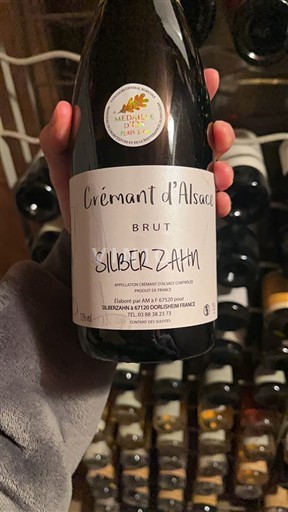 MÉDAILLE
D'OR
Crémant d'Alsace
BRUT
SILBERZAHN
APPELLATION CRÉMANT D'ALSACE CONTRÔLÉE
PRODUIT DE FRANCE
Élaboré par AM à F 67520 pour
SILBERZAHN à 67120 DORLISHEIM FRANCE
TEL. 03 88 38 23 73
CONTIENT DES SULFITES